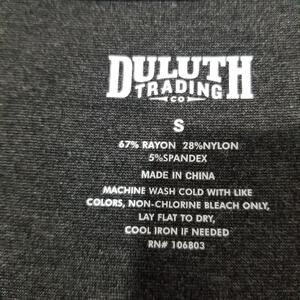 DULUTH
TRADING
CO
S
67% RAYON 28%NYLON
5%SPANDEX
MADE IN CHINA
MACHINE WASH COLD WITH LIKE
COLORS, NON-CHLORINE BLEACH ONLY,
LAY FLAT TO DRY,
COOL IRON IF NEEDED
RN# 106803